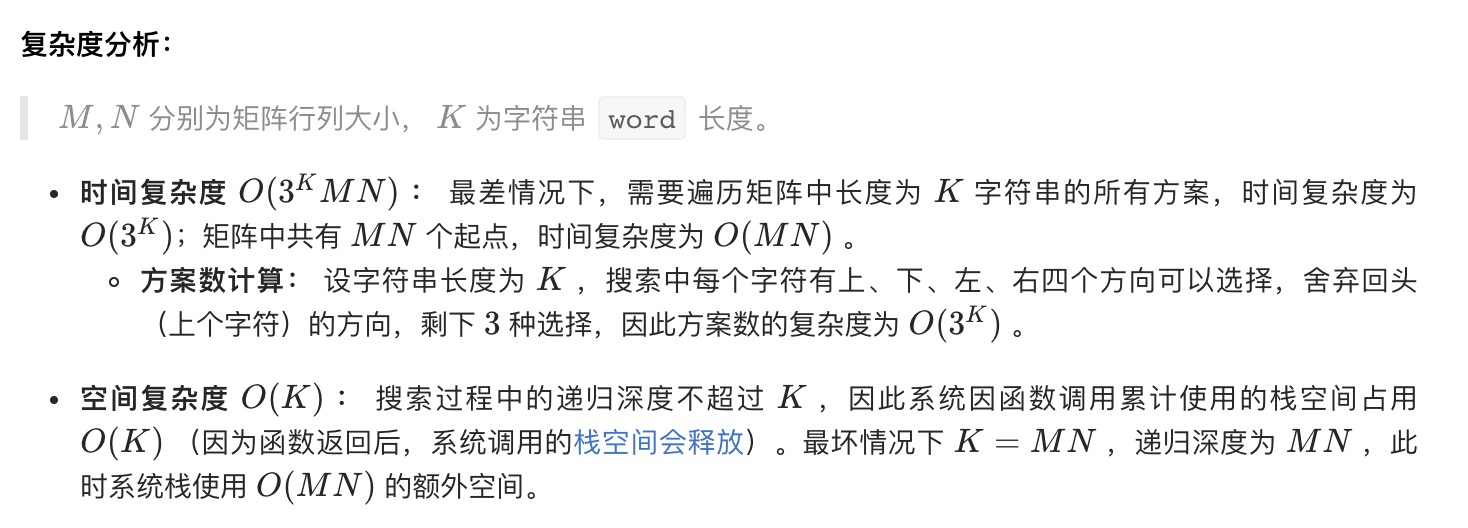 复杂度分析：
M, N 分别为矩阵行列大小， K 为字符串 word 长度。
• 时间复杂度 O(3^K MN)： 最差情况下，需要遍历矩阵中长度为 K 字符串的所有方案，时间复杂度为
O(3^K)；矩阵中共有 MN 个起点，时间复杂度为 O(MN) 。
◦ 方案数计算： 设字符串长度为 K ，搜索中每个字符有上、下、左、右四个方向可以选择，舍弃回头
（上个字符）的方向，剩下 3 种选择，因此方案数的复杂度为 O(3^K) 。
• 空间复杂度 O(K)： 搜索过程中的递归深度不超过 K ，因此系统因函数调用累计使用的栈空间占用
O(K) （因为函数返回后，系统调用的栈空间会释放）。最坏情况下 K = MN ，递归深度为 MN ，此
时系统栈使用 O(MN) 的额外空间。